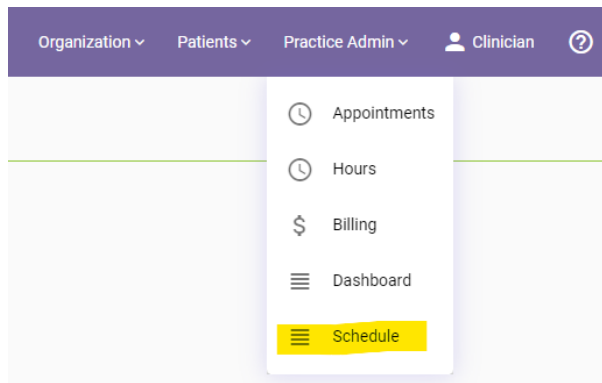 Organization Patients Practice Admin Clinician ?
Appointments
Hours
$ Billing
Dashboard
Schedule